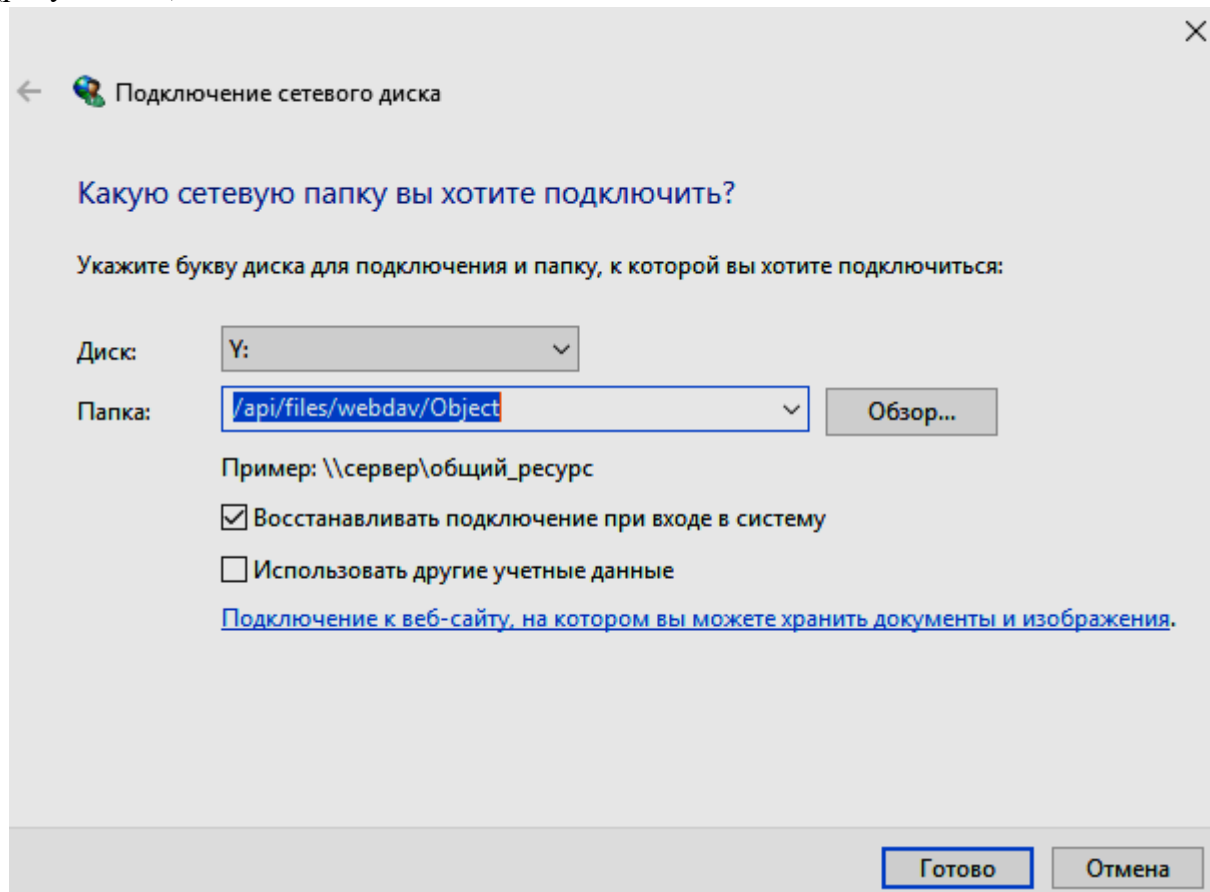 Подключение сетевого диска
Какую сетевую папку вы хотите подключить?
Укажите букву диска для подключения и папку, к которой вы хотите подключиться:
Диск: Y:
Папка: /api/files/webdav/Object Обзор...
Пример: \\сервер\общий_ресурс
Восстанавливать подключение при входе в систему
Использовать другие учетные данные
Подключение к веб-сайту, на котором вы можете хранить документы и изображения.
Готово Отмена